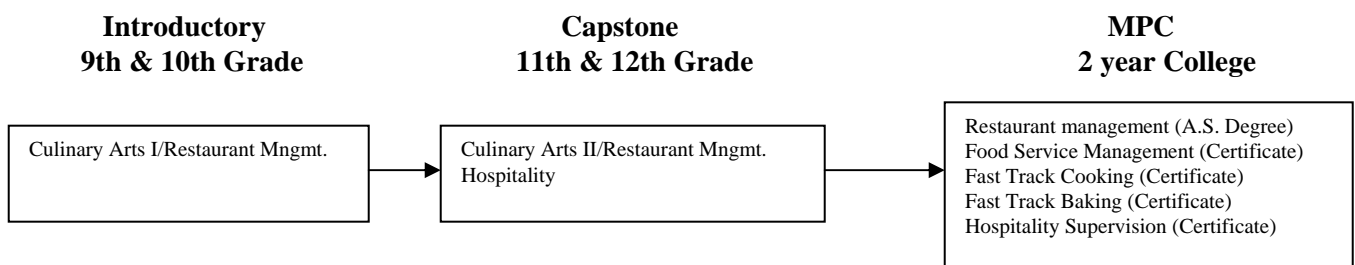 Introductory
9th & 10th Grade
Capstone
11th & 12th Grade
MPC
2 year College
Culinary Arts I/Restaurant Mngmt.
Culinary Arts II/Restaurant Mngmt.
Hospitality
Restaurant management (A.S. Degree)
Food Service Management (Certificate)
Fast Track Cooking (Certificate)
Fast Track Baking (Certificate)
Hospitality Supervision (Certificate)